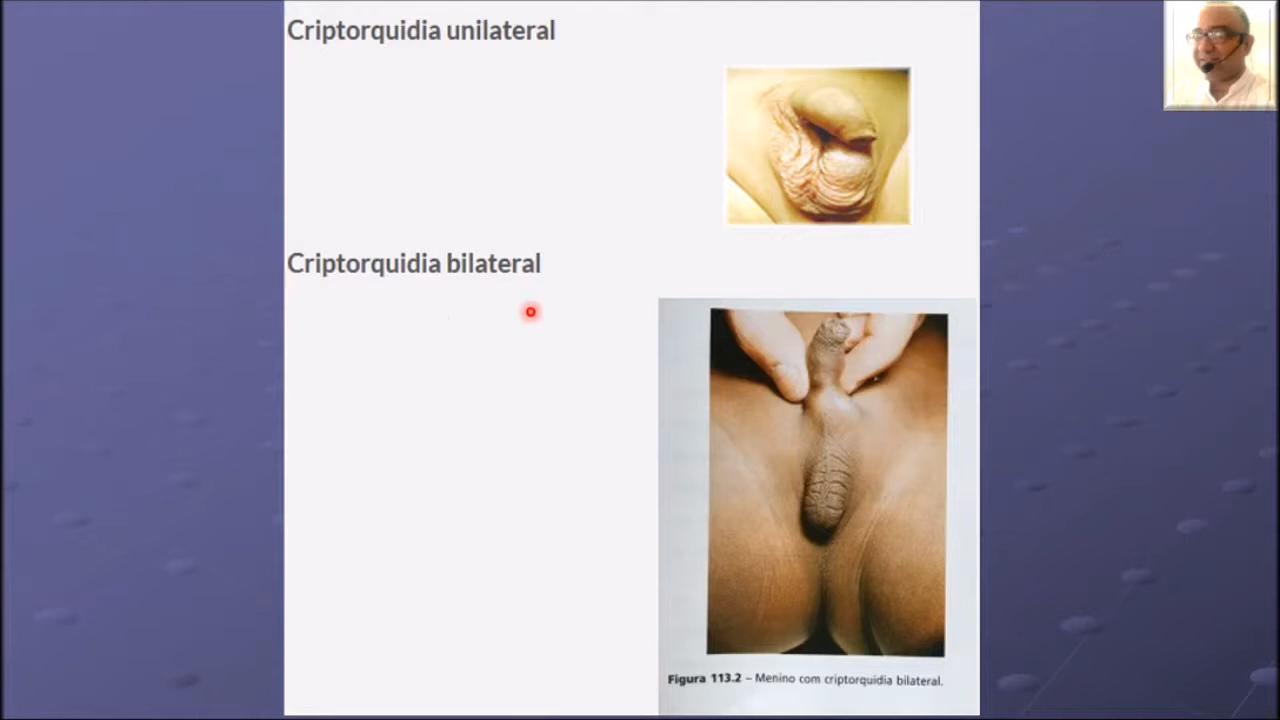 Criptorquidia unilateral
Criptorquidia bilateral
Figura 113.2 – Menino com criptorquidia bilateral.